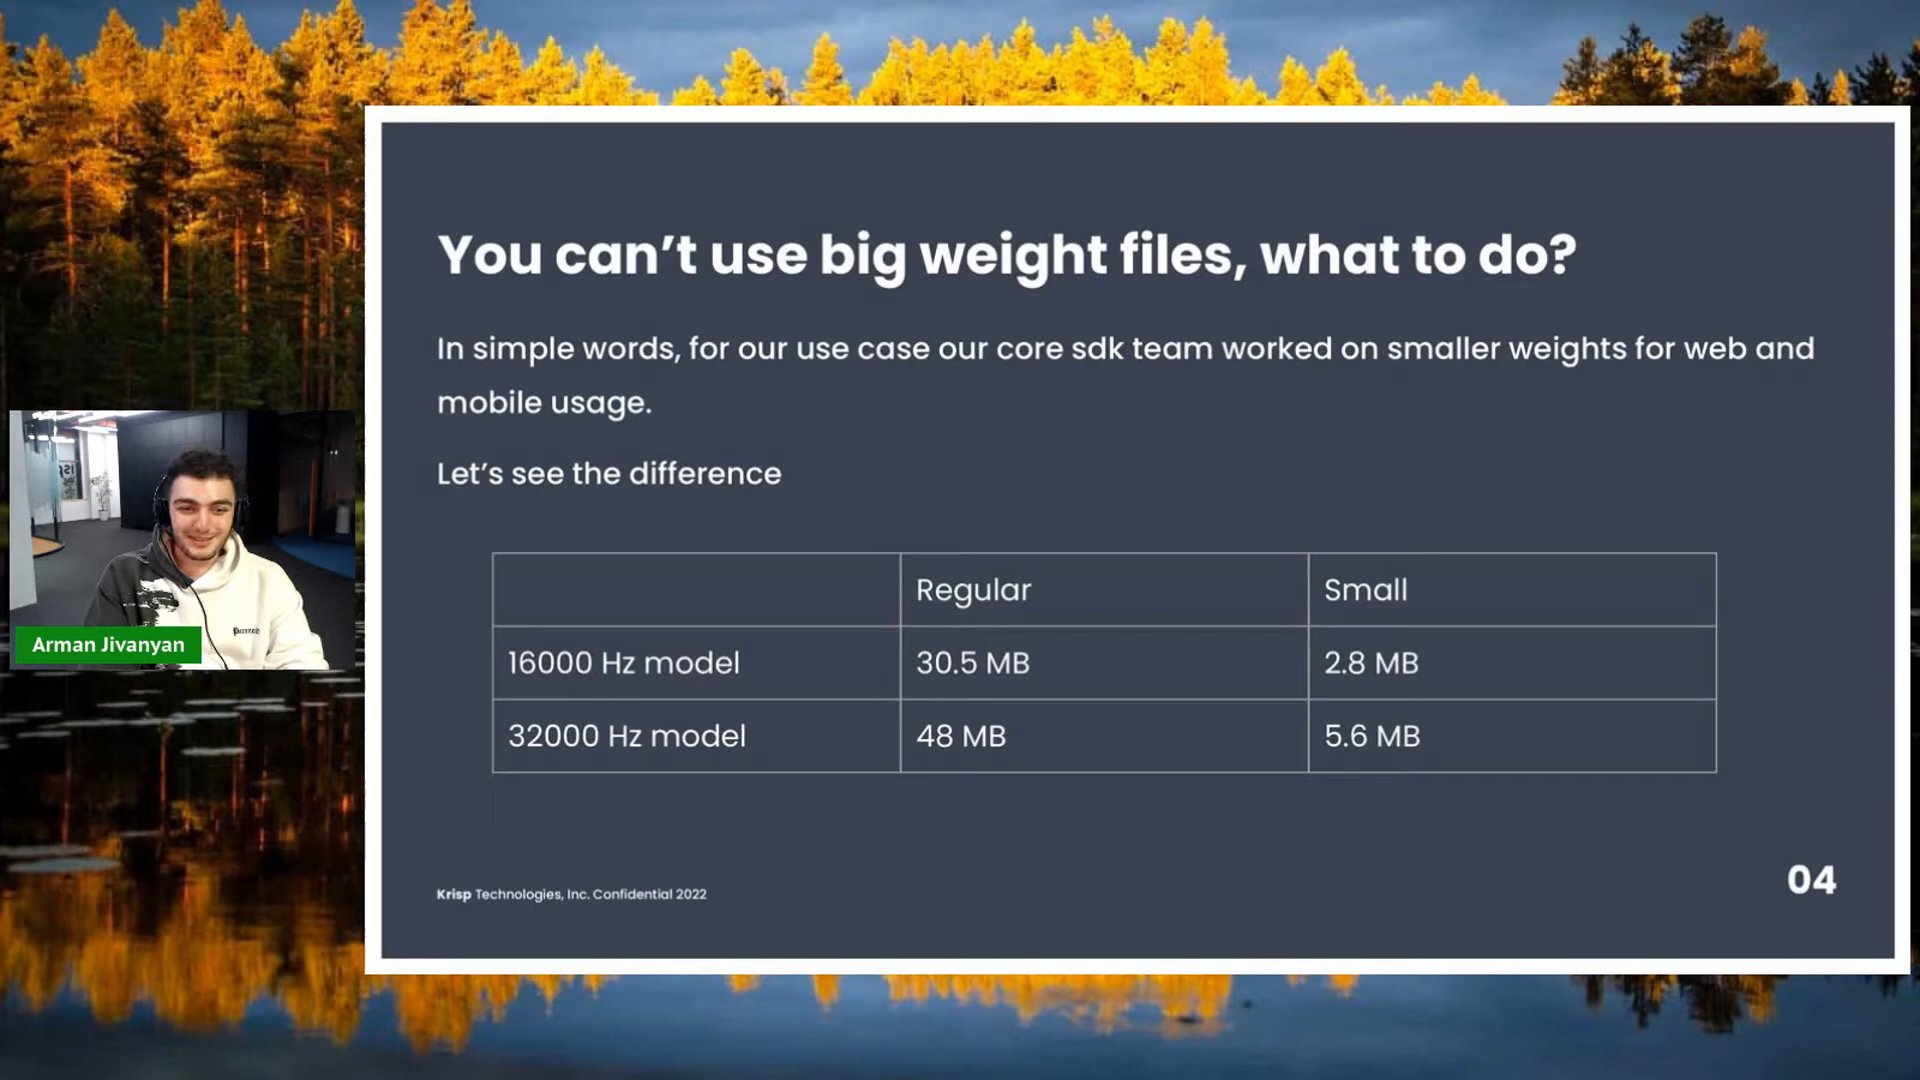 You can’t use big weight files, what to do?
In simple words, for our use case our core sdk team worked on smaller weights for web and
mobile usage.
Let’s see the difference
Regular Small
16000 Hz model 30.5 MB 2.8 MB
32000 Hz model 48 MB 5.6 MB
Krisp Technologies, Inc. Confidential 2022
04
Arman Jivanyan